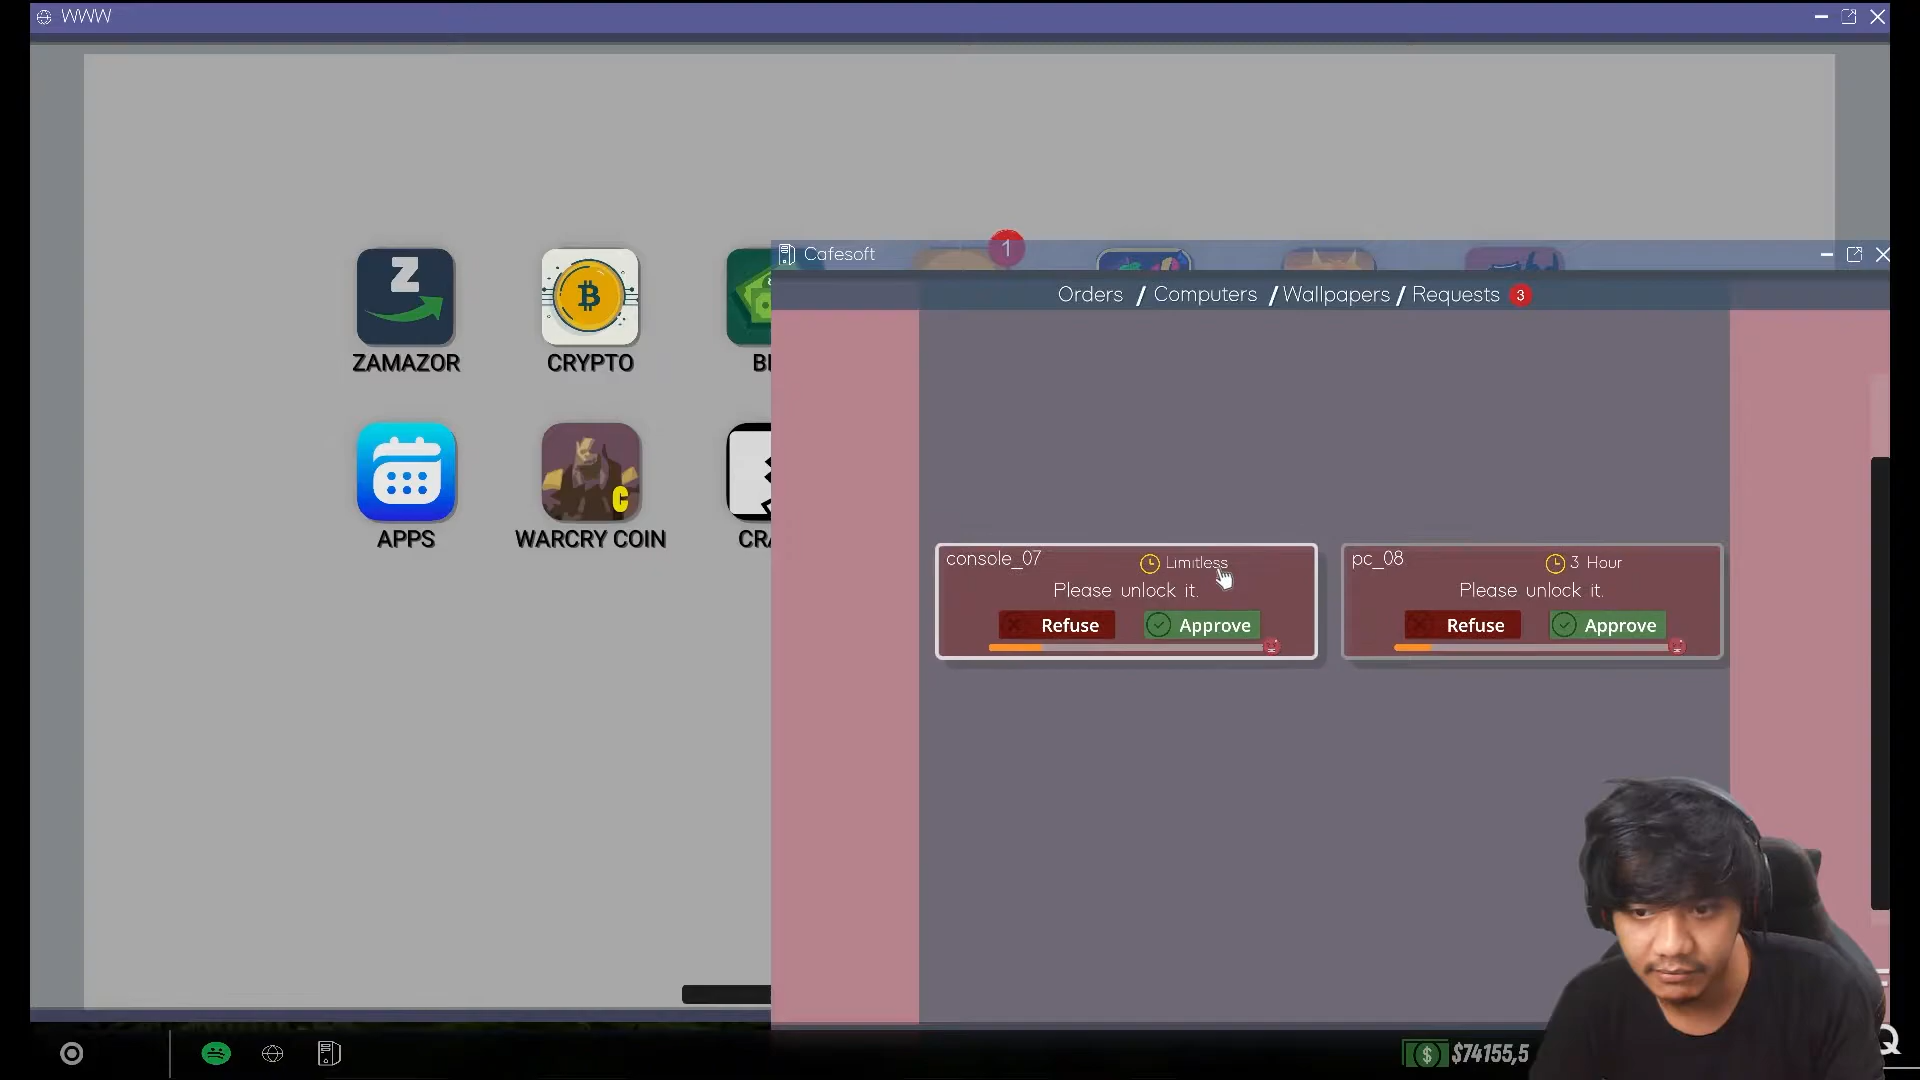 WWW
1
Cafesoft
Orders / Computers / Wallpapers / Requests 3
ZAMAZOR
CRYPTO
APPS
WARCRY COIN
console_07
Limitless
Please unlock it.
Refuse
Approve
pc_08
3 Hour
Please unlock it.
Refuse
Approve
$74155,5